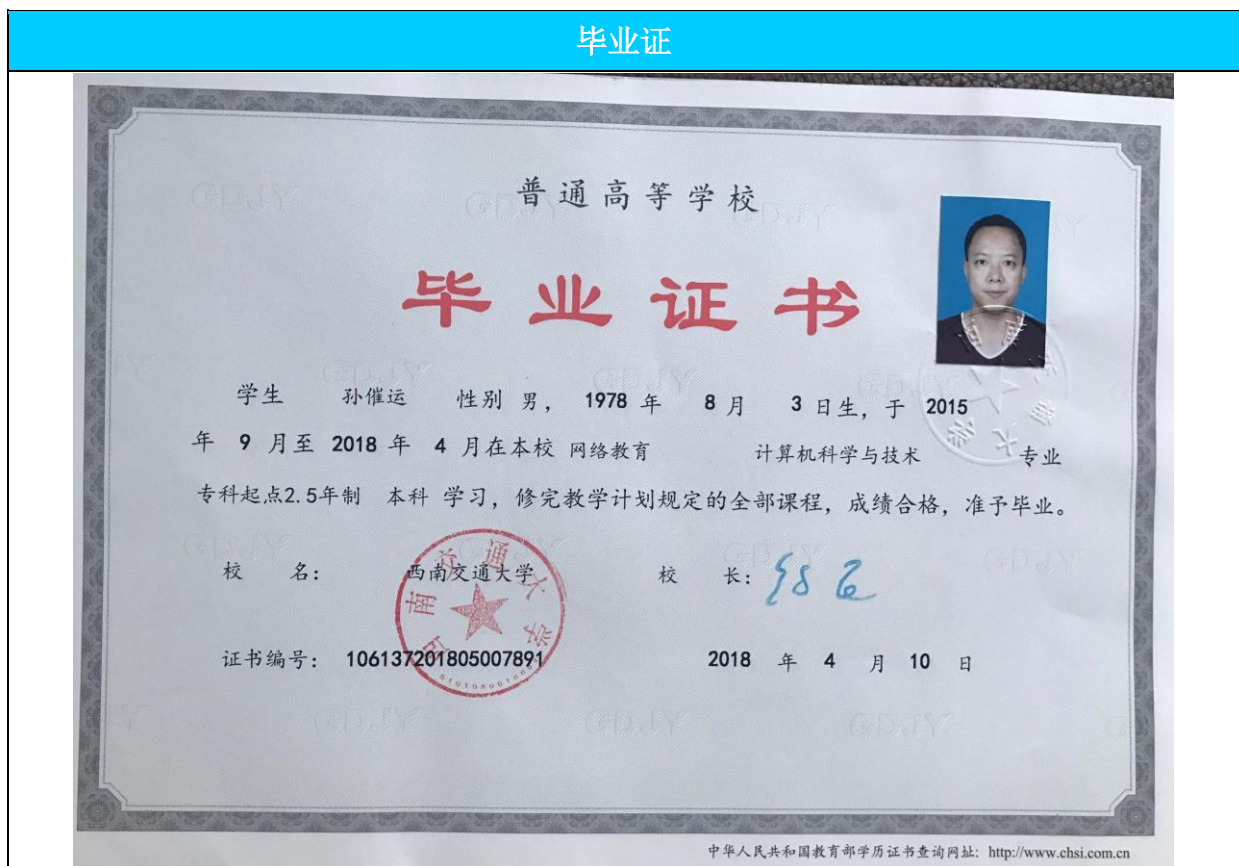 毕业证
普通高等学校
毕业证书
学生 孙催运 性别 男， 1978 年 8 月 3 日生，于 2015
年 9 月至 2018 年 4 月在本校 网络教育 计算机科学与技术 专业
专科起点2.5年制 本科 学习，修完教学计划规定的全部课程，成绩合格，准予毕业。
校 名： 西南交通大学 校 长：
西南交通大学
证书编号： 106137201805007891 2018 年 4 月 10 日
中华人民共和国教育部学历证书查询网址：http://www.chsi.com.cn